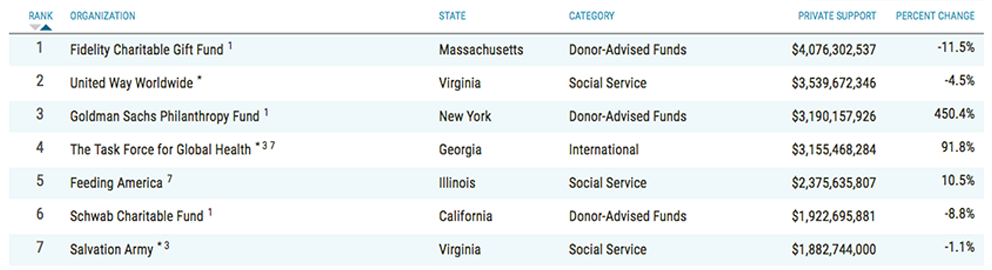 RANK ORGANIZATION STATE CATEGORY PRIVATE SUPPORT PERCENT CHANGE
1 Fidelity Charitable Gift Fund 1 Massachusetts Donor-Advised Funds $4,076,302,537 -11.5%
2 United Way Worldwide * Virginia Social Service $3,539,672,346 -4.5%
3 Goldman Sachs Philanthropy Fund 1 New York Donor-Advised Funds $3,190,157,926 450.4%
4 The Task Force for Global Health * 3 7 Georgia International $3,155,468,284 91.8%
5 Feeding America 7 Illinois Social Service $2,375,635,807 10.5%
6 Schwab Charitable Fund 1 California Donor-Advised Funds $1,922,695,881 -8.8%
7 Salvation Army * 3 Virginia Social Service $1,882,744,000 -1.1%